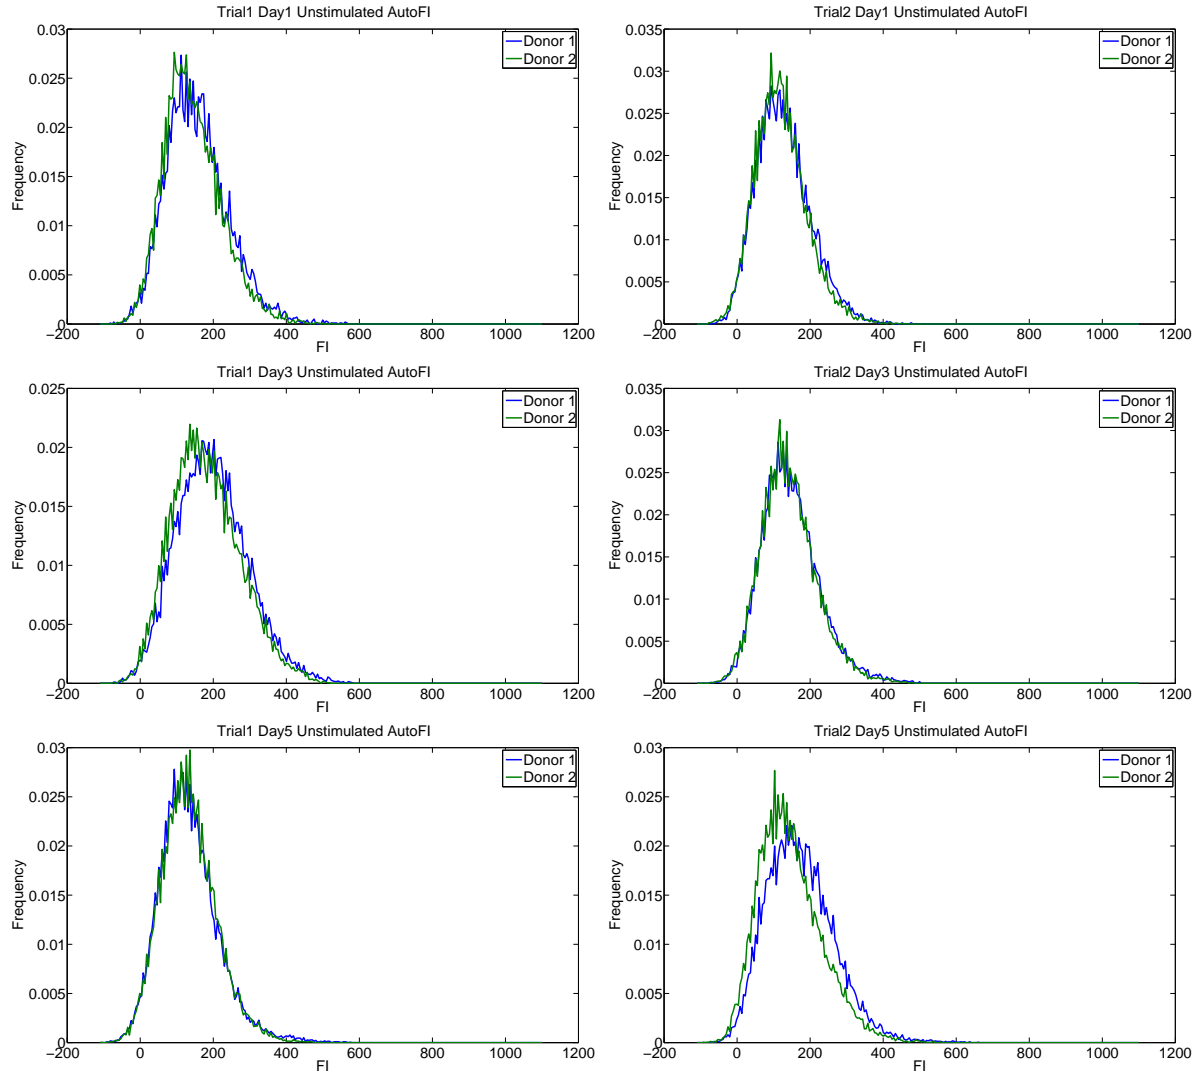 Trial1 Day1 Unstimulated AutoFI
0.03
0.025
0.02
0.015
0.01
0.005
0
Frequency
−200 0 200 400 600 800 1000 1200
FI
Donor 1
Donor 2
Trial2 Day1 Unstimulated AutoFI
0.035
0.03
0.025
0.02
0.015
0.01
0.005
0
Frequency
−200 0 200 400 600 800 1000 1200
FI
Donor 1
Donor 2
Trial1 Day3 Unstimulated AutoFI
0.025
0.02
0.015
0.01
0.005
0
Frequency
−200 0 200 400 600 800 1000 1200
FI
Donor 1
Donor 2
Trial2 Day3 Unstimulated AutoFI
0.035
0.03
0.025
0.02
0.015
0.01
0.005
0
Frequency
−200 0 200 400 600 800 1000 1200
FI
Donor 1
Donor 2
Trial1 Day5 Unstimulated AutoFI
0.03
0.025
0.02
0.015
0.01
0.005
0
Frequency
−200 0 200 400 600 800 1000 1200
FI
Donor 1
Donor 2
Trial2 Day5 Unstimulated AutoFI
0.03
0.025
0.02
0.015
0.01
0.005
0
Frequency
−200 0 200 400 600 800 1000 1200
FI
Donor 1
Donor 2